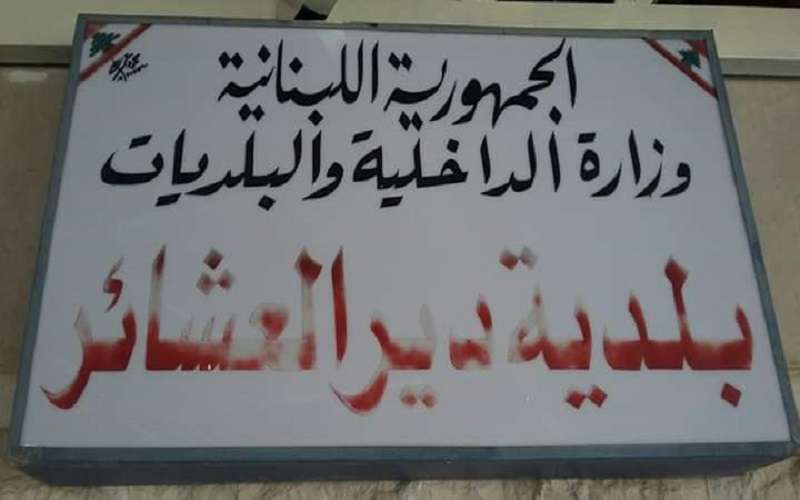 الجمهورية اللبنانية
وزارة الداخلية والبلديات
بلدية دير العشائر